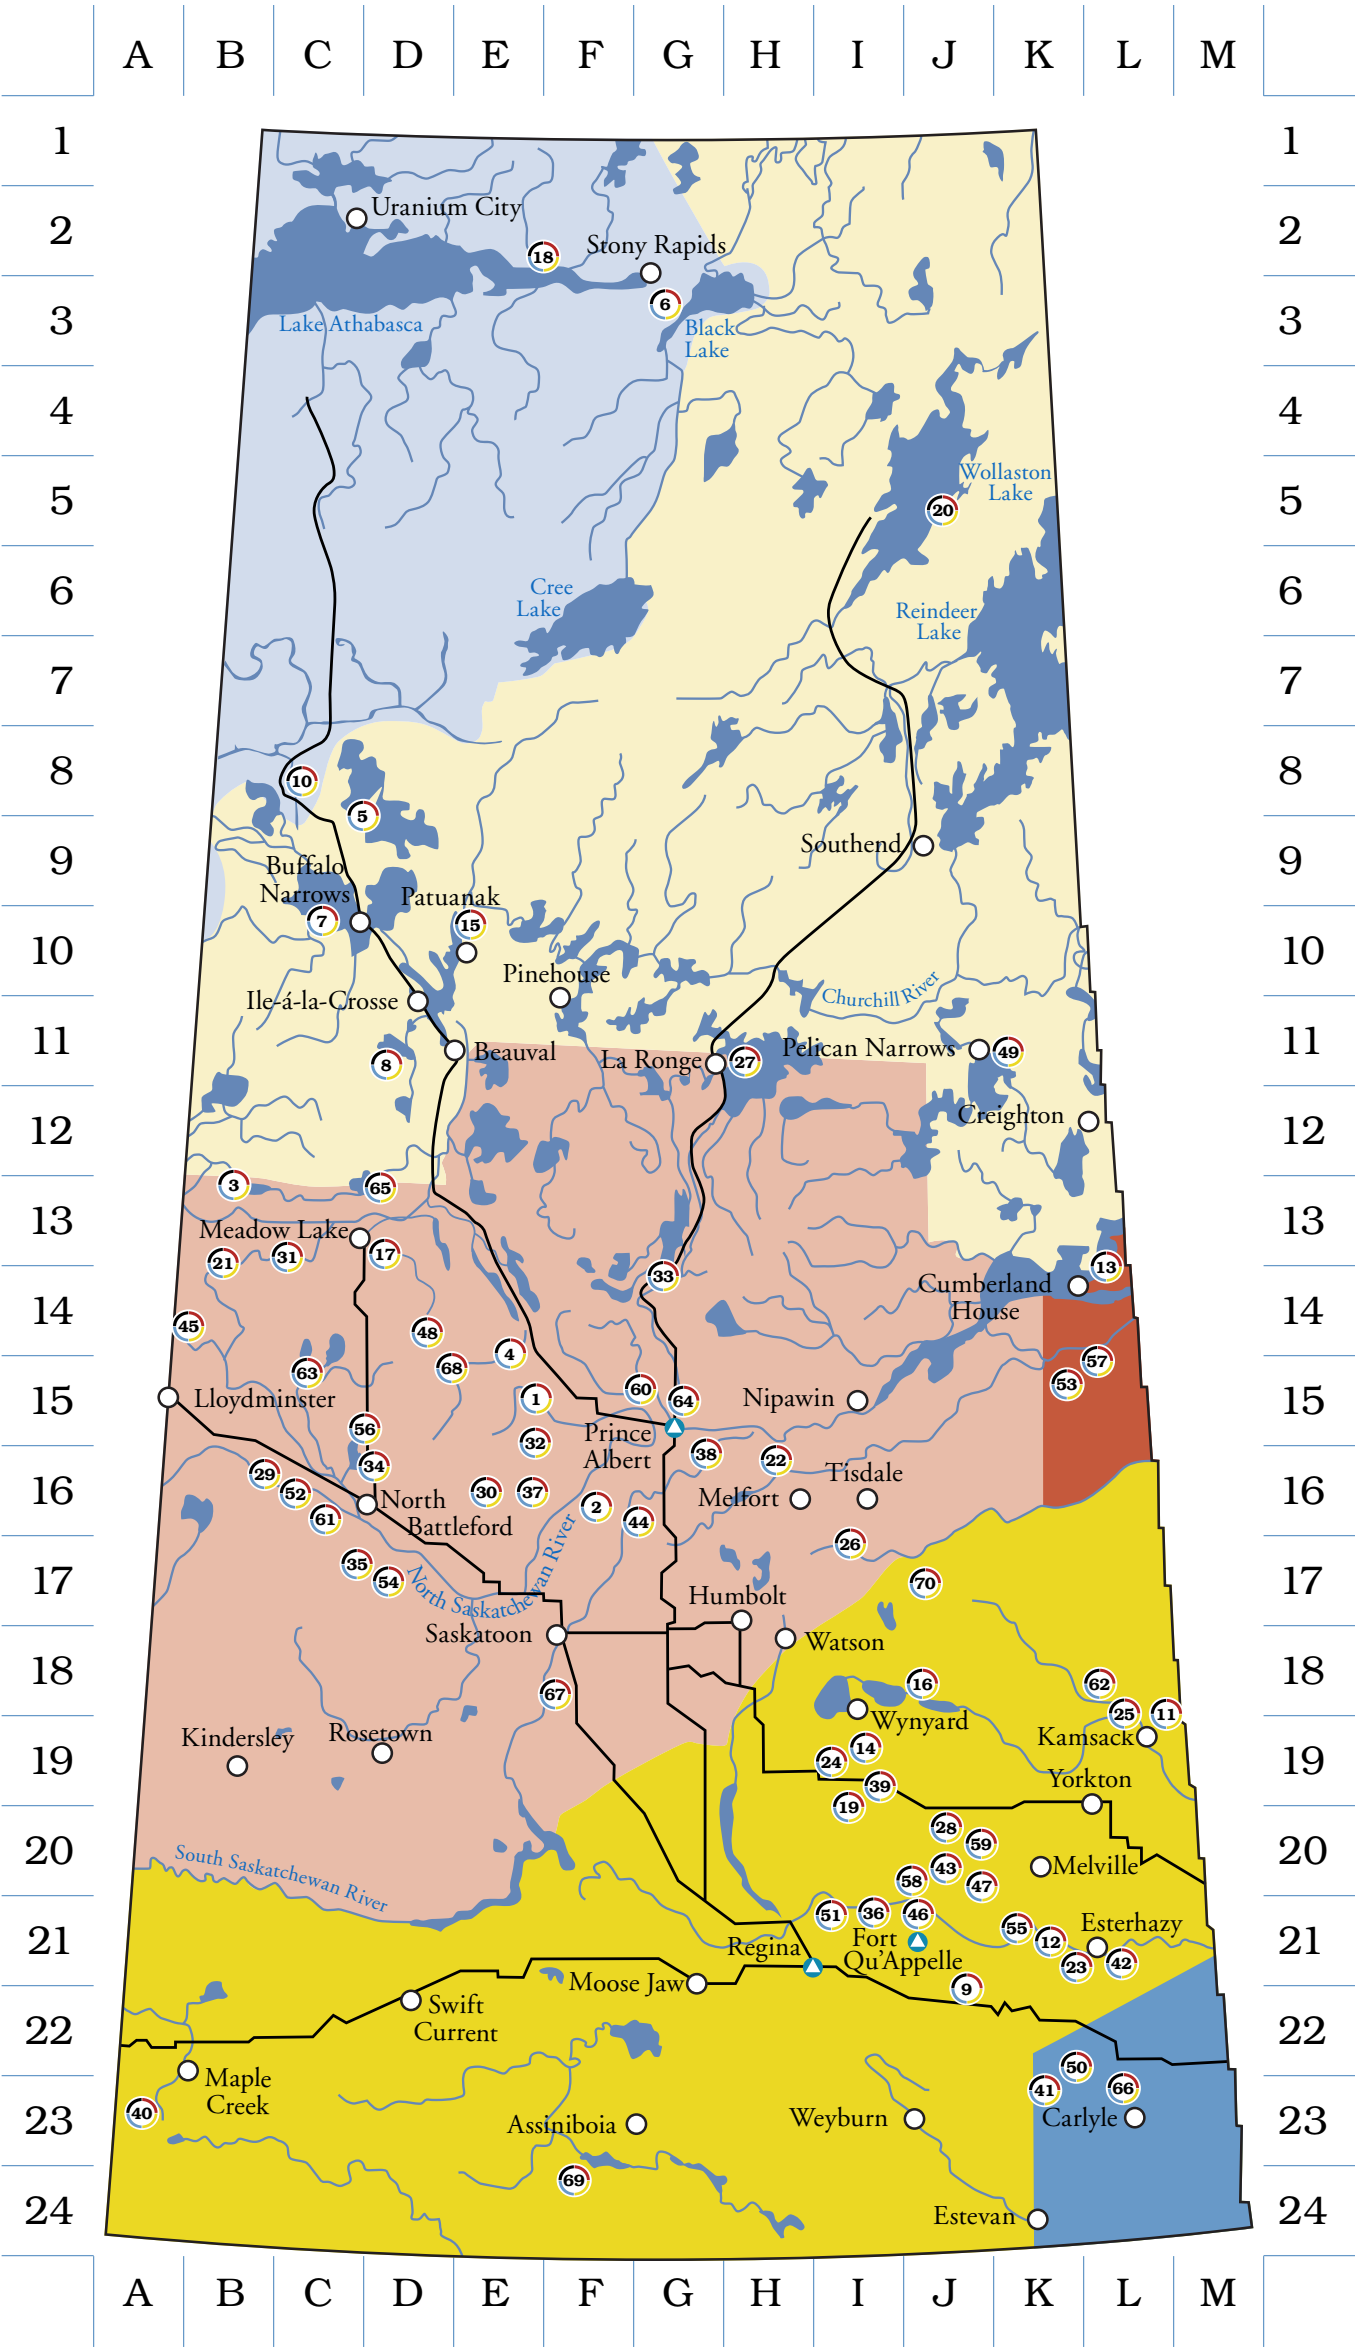 A B C D E F G H I J K L M
1 1
Uranium City
2 2
Stony Rapids
18
6
3 3
Lake Athabasca
Black
Lake
4 4
Wollaston
Lake
5 5
20
Cree
Lake
6 6
Reindeer
Lake
7 7
8 8
10
5
Southend
9 9
Buffalo
Narrows
Patuanak
7
15
10 10
Pinehouse
Churchill River
Ile-á-la-Crosse
11 11
Beauval
La Ronge
27
Pelican Narrows
49
8
Creighton
12 12
3
65
13 13
Meadow Lake
21
31
17
13
33
Cumberland
House
14 14
45
48
4
57
68
63
53
15 15
Lloydminster
1
60
64
Nipawin
56
32
Prince
Albert
38
22
34
29
Tisdale
16 16
52
30
37
North
Battleford
Melfort
2
61
44
26
35
54
17 17
70
North Saskatchewan River
Humbolt
Saskatoon
Watson
18 18
67
16
62
25
11
Wynyard
Kindersley
Rosetown
Kamsack
19 19
14
24
39
Yorkton
19
28
59
20 20
South Saskatchewan River
43
Melville
58
47
51
36
46
55
Esterhazy
21 21
Regina
Fort
Qu'Appelle
12
23
42
Moose Jaw
9
Swift
Current
22 22
50
Maple
Creek
41
66
40
23 23
Assiniboia
Weyburn
Carlyle
69
24 24
Estevan
A B C D E F G H I J K L M